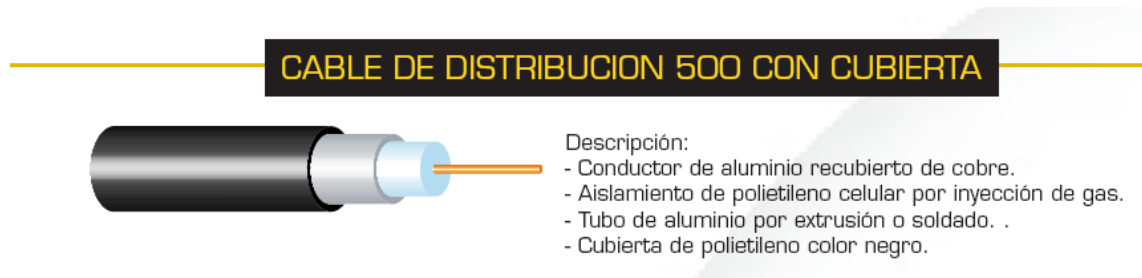 CABLE DE DISTRIBUCION 500 CON CUBIERTA
Descripción:
- Conductor de aluminio recubierto de cobre.
- Aislamiento de polietileno celular por inyección de gas.
- Tubo de aluminio por extrusión o soldado. .
- Cubierta de polietileno color negro.